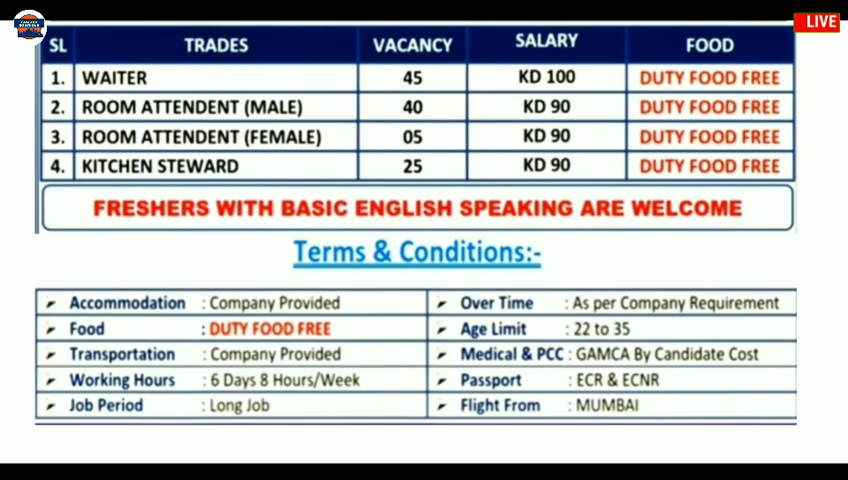 LIVE
SL TRADES VACANCY SALARY FOOD
1. WAITER 45 KD 100 DUTY FOOD FREE
2. ROOM ATTENDENT (MALE) 40 KD 90 DUTY FOOD FREE
3. ROOM ATTENDENT (FEMALE) 05 KD 90 DUTY FOOD FREE
4. KITCHEN STEWARD 25 KD 90 DUTY FOOD FREE
FRESHERS WITH BASIC ENGLISH SPEAKING ARE WELCOME
Terms & Conditions:-
Accommodation : Company Provided Over Time : As per Company Requirement
Food : DUTY FOOD FREE Age Limit : 22 to 35
Transportation : Company Provided Medical & PCC : GAMCA By Candidate Cost
Working Hours : 6 Days 8 Hours/Week Passport : ECR & ECNR
Job Period : Long Job Flight From : MUMBAI